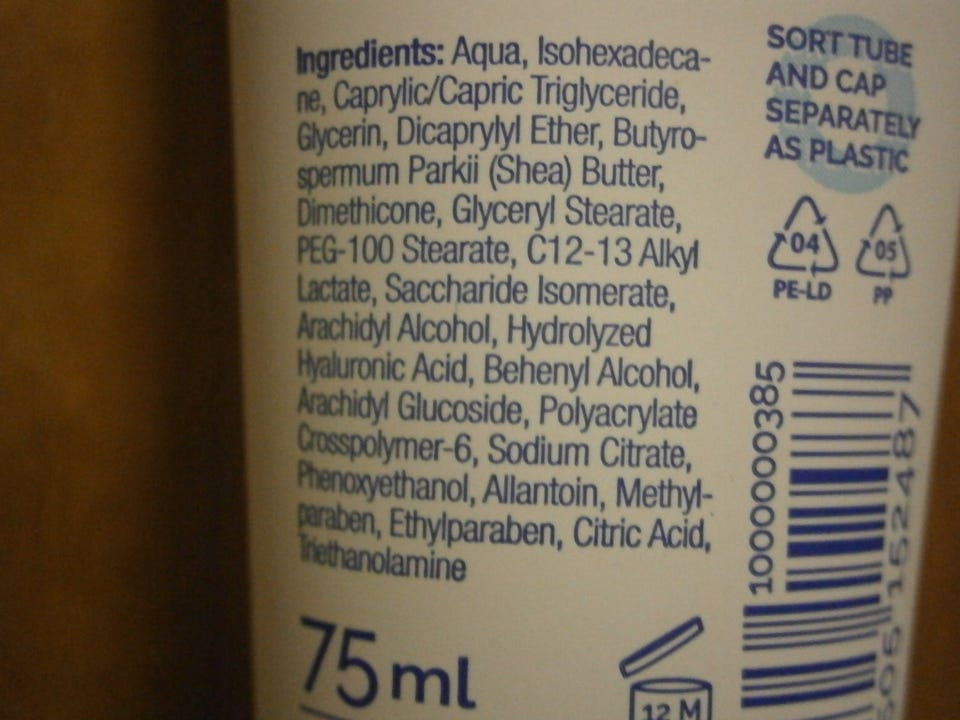 Ingredients: Aqua, Isohexadeca-
ne, Caprylic/Capric Triglyceride,
Glycerin, Dicaprylyl Ether, Butyro-
spermum Parkii (Shea) Butter,
Dimethicone, Glyceryl Stearate,
PEG-100 Stearate, C12-13 Alkyl
Lactate, Saccharide Isomerate,
Arachidyl Alcohol, Hydrolyzed
Hyaluronic Acid, Behenyl Alcohol,
Arachidyl Glucoside, Polyacrylate
Crosspolymer-6, Sodium Citrate,
Phenoxyethanol, Allantoin, Methyl-
paraben, Ethylparaben, Citric Acid,
Triethanolamine
75 ml
12 M
SORT TUBE
AND CAP
SEPARATELY
AS PLASTIC
04
PE-LD
05
PP
1000000385